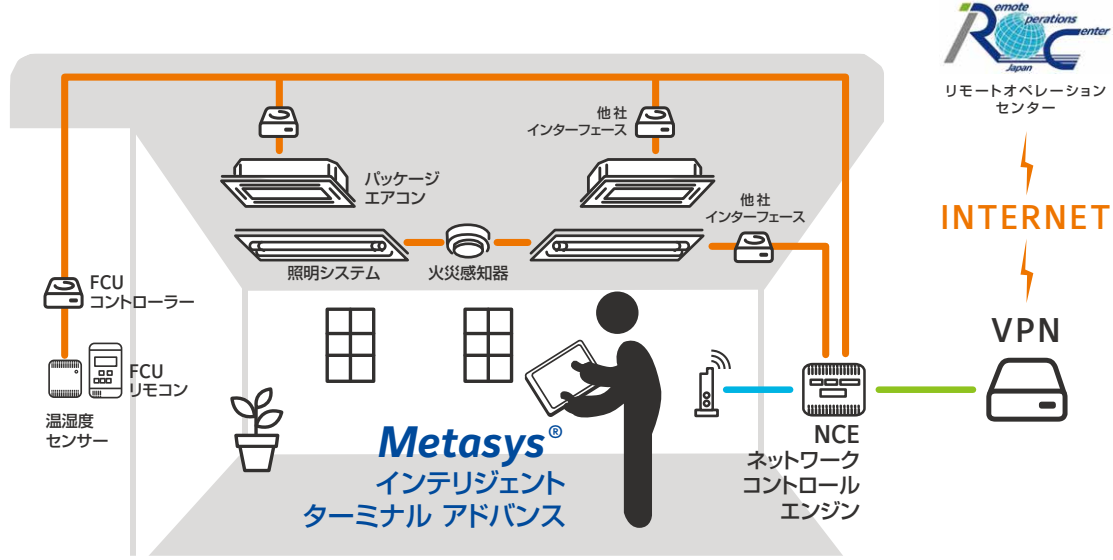 Remote
Operations
Center
Japan
リモートオペレーション
センター
INTERNET
VPN
他社
インターフェース
パッケージ
エアコン
他社
インターフェース
照明システム
火災感知器
FCU
コントローラー
FCU
リモコン
温湿度
センサー
Metasys®
インテリジェント
ターミナル アドバンス
NCE
ネットワーク
コントロール
エンジン